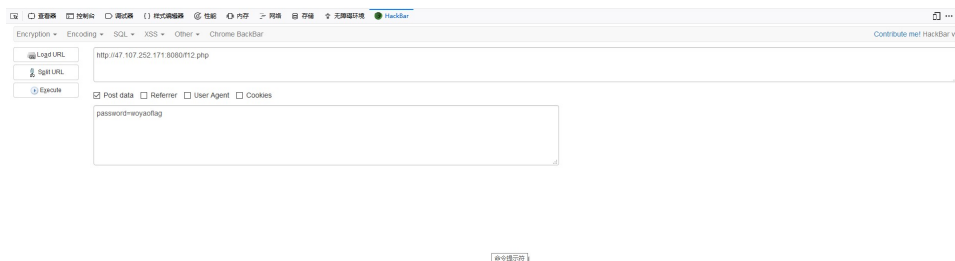 查看器 控制台 调试器 {} 样式编辑器 性能 内存 网络 存储 无障碍环境 HackBar
Encryption Encoding SQL XSS Other Chrome BackBar Contribute me! HackBar v
Load URL http://47.107.252.171:8080/f12.php
Split URL
Execute
Post data Referrer User Agent Cookies
password=woyaoflag
命令提示符